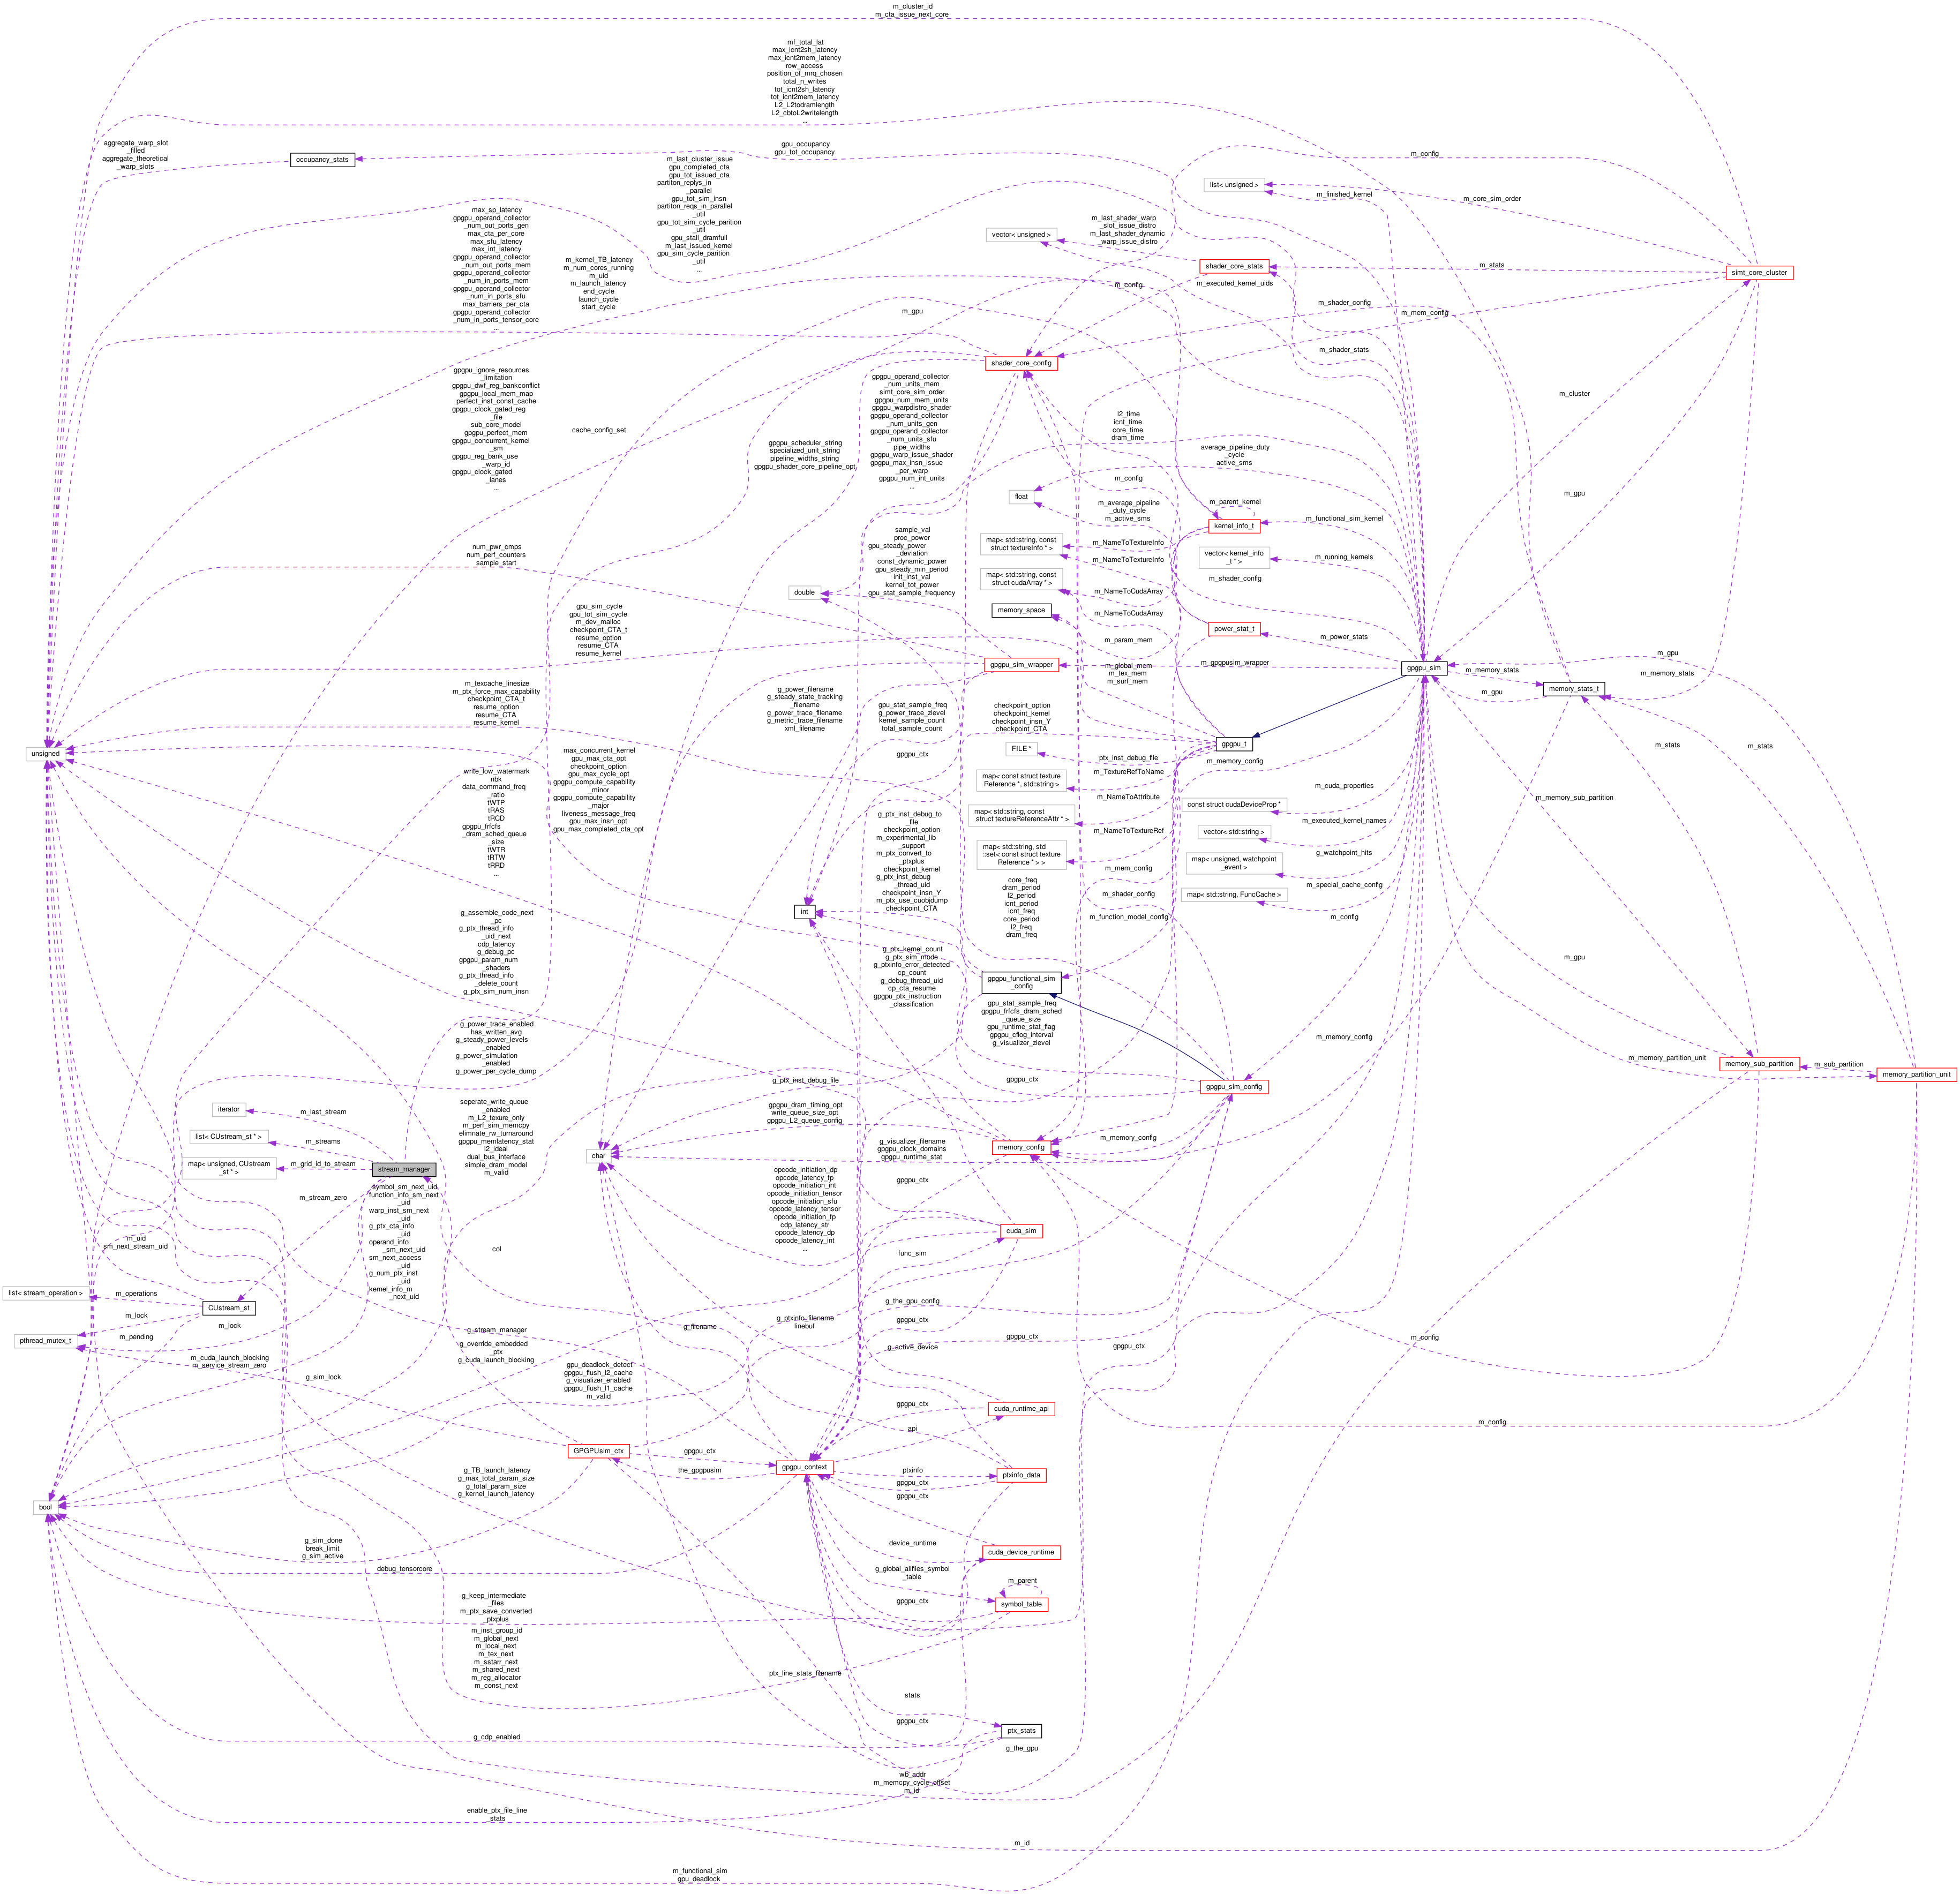 m_cluster_id
m_cta_issue_next_core
mf_total_lat
max_icnt2sh_latency
max_icnt2mem_latency
row_access
position_of_mrq_chosen
total_n_writes
tot_icnt2sh_latency
tot_icnt2mem_latency
L2_L2todramlength
L2_cbtoL2writelength
...
aggregate_warp_slot
_filled
aggregate_theoretical
_warp_slots
occupancy_stats
gpu_occupancy
gpu_tot_occupancy
m_config
list< unsigned >
m_finished_kernel
m_core_sim_order
m_last_cluster_issue
gpu_completed_cta
gpu_tot_issued_cta
partiton_replys_in
_parallel
gpu_tot_sim_insn
partiton_reqs_in_parallel
_util
gpu_tot_sim_cycle_parition
_util
gpu_stall_dramfull
m_last_issued_kernel
gpu_sim_cycle_parition
_util
...
max_sp_latency
gpgpu_operand_collector
_num_out_ports_gen
max_cta_per_core
max_sfu_latency
max_int_latency
gpgpu_operand_collector
_num_out_ports_mem
gpgpu_operand_collector
_num_in_ports_mem
gpgpu_operand_collector
_num_in_ports_sfu
max_barriers_per_cta
gpgpu_operand_collector
_num_in_ports_tensor_core
...
m_kernel_TB_latency
m_num_cores_running
m_uid
m_launch_latency
end_cycle
launch_cycle
start_cycle
vector< unsigned >
m_last_shader_warp
_slot_issue_distro
m_last_shader_dynamic
_warp_issue_distro
shader_core_stats
m_stats
simt_core_cluster
m_config
m_executed_kernel_uids
m_gpu
m_shader_config
m_mem_config
m_shader_stats
shader_core_config
m_cluster
gpgpu_ignore_resources
_limitation
gpgpu_dwf_reg_bankconflict
gpgpu_local_mem_map
perfect_inst_const_cache
gpgpu_clock_gated_reg
_file
sub_core_model
gpgpu_perfect_mem
gpgpu_concurrent_kernel
_sm
gpgpu_reg_bank_use
_warp_id
gpgpu_clock_gated
_lanes
...
cache_config_set
gpgpu_scheduler_string
specialized_unit_string
pipeline_widths_string
gpgpu_shader_core_pipeline_opt
gpgpu_operand_collector
_num_units_mem
simt_core_sim_order
gpgpu_num_mem_units
gpgpu_warpdistro_shader
gpgpu_operand_collector
_num_units_gen
gpgpu_operand_collector
_num_units_sfu
pipe_widths
gpgpu_warp_issue_shader
gpgpu_max_insn_issue
_per_warp
gpgpu_num_int_units
...
l2_time
icnt_time
core_time
dram_time
average_pipeline_duty
_cycle
active_sms
float
m_config
m_average_pipeline
_duty_cycle
m_active_sms
m_parent_kernel
kernel_info_t
m_functional_sim_kernel
m_gpu
map< std::string, const
struct textureInfo * >
m_NameToTextureInfo
m_NameToTextureInfo
vector< kernel_info
_t * >
m_running_kernels
m_shader_config
num_pwr_cmps
num_perf_counters
sample_start
sample_val
proc_power
gpu_steady_power
_deviation
const_dynamic_power
gpu_steady_min_period
init_inst_val
kernel_tot_power
gpu_stat_sample_frequency
double
map< std::string, const
struct cudaArray * >
m_NameToCudaArray
m_NameToCudaArray
memory_space
m_param_mem
power_stat_t
m_power_stats
gpu_sim_cycle
gpu_tot_sim_cycle
m_dev_malloc
checkpoint_CTA_t
resume_option
resume_CTA
resume_kernel
gpgpu_sim_wrapper
m_global_mem
m_tex_mem
m_surf_mem
m_gpgpusim_wrapper
gpgpu_sim
m_memory_stats
m_gpu
memory_stats_t
m_gpu
m_memory_stats
m_texcache_linesize
m_ptx_force_max_capability
checkpoint_CTA_t
resume_option
resume_CTA
resume_kernel
g_power_filename
g_steady_state_tracking
_filename
g_power_trace_filename
g_metric_trace_filename
xml_filename
gpu_stat_sample_freq
g_power_trace_zlevel
kernel_sample_count
total_sample_count
checkpoint_option
checkpoint_kernel
checkpoint_insn_Y
checkpoint_CTA
gpgpu_t
FILE *
ptx_inst_debug_file
m_memory_config
m_stats
m_stats
unsigned
gpgpu_ctx
map< const struct texture
Reference *, std::string >
m_TextureRefToName
m_cuda_properties
const struct cudaDeviceProp *
map< std::string, const
struct textureReferenceAttr * >
m_NameToAttribute
m_memory_sub_partition
vector< std::string >
m_executed_kernel_names
map< std::string, std
::set< const struct texture
Reference * > >
m_NameToTextureRef
map< unsigned, watchpoint
_event >
g_watchpoint_hits
map< std::string, FuncCache >
m_special_cache_config
write_low_watermark
nbk
data_command_freq
_ratio
tWTP
tRAS
tRCD
gpgpu_frfcfs
_dram_sched_queue
_size
tWTR
tRTW
tRRD
...
max_concurrent_kernel
gpu_max_cta_opt
checkpoint_option
gpu_max_cycle_opt
gpgpu_compute_capability
_minor
gpgpu_compute_capability
_major
liveness_message_freq
gpu_max_insn_opt
gpu_max_completed_cta_opt
g_ptx_inst_debug_to
_file
checkpoint_option
m_experimental_lib
_support
m_ptx_convert_to
_ptxplus
checkpoint_kernel
g_ptx_inst_debug
_thread_uid
checkpoint_insn_Y
m_ptx_use_cuobjdump
checkpoint_CTA
int
core_freq
dram_period
l2_period
icnt_period
icnt_freq
core_period
l2_freq
dram_freq
m_mem_config
m_shader_config
m_function_model_config
m_config
m_gpu
g_assemble_code_next
_pc
g_ptx_thread_info
_uid_next
cdp_latency
g_debug_pc
gpgpu_param_num
_shaders
g_ptx_thread_info
_delete_count
g_ptx_sim_num_insn
g_ptx_kernel_count
g_ptx_sim_mode
g_ptxinfo_error_detected
cp_count
g_debug_thread_uid
cp_cta_resume
gpgpu_ptx_instruction
_classification
gpgpu_functional_sim
_config
gpu_stat_sample_freq
gpgpu_frfcfs_dram_sched
_queue_size
gpu_runtime_stat_flag
gpgpu_cflog_interval
g_visualizer_zlevel
m_memory_config
m_memory_partition_unit
memory_sub_partition
m_sub_partition
memory_partition_unit
g_power_trace_enabled
has_written_avg
g_steady_power_levels
_enabled
g_power_simulation
_enabled
g_power_per_cycle_dump
g_ptx_inst_debug_file
gpgpu_ctx
gpgpu_sim_config
iterator
m_last_stream
list< CUstream_st * >
m_streams
map< unsigned, CUstream
_st * >
m_grid_id_to_stream
stream_manager
seperate_write_queue
_enabled
m_L2_texure_only
m_perf_sim_memcpy
elimnate_rw_turnaround
gpgpu_memlatency_stat
l2_ideal
dual_bus_interface
simple_dram_model
m_valid
char
gpgpu_dram_timing_opt
write_queue_size_opt
gpgpu_L2_queue_config
g_visualizer_filename
gpgpu_clock_domains
gpgpu_runtime_stat
memory_config
m_memory_config
gpgpu_ctx
m_stream_zero
symbol_sm_next_uid
function_info_sm_next
_uid
warp_inst_sm_next
_uid
g_ptx_cta_info
_uid
operand_info
_sm_next_uid
sm_next_access
_uid
g_num_ptx_inst
_uid
kernel_info_m
_next_uid
opcode_initiation_dp
opcode_latency_fp
opcode_initiation_int
opcode_initiation_tensor
opcode_initiation_sfu
opcode_latency_tensor
opcode_initiation_fp
cdp_latency_str
opcode_latency_dp
opcode_latency_int
...
cuda_sim
func_sim
m_uid
sm_next_stream_uid
col
list< stream_operation >
m_operations
CUstream_st
pthread_mutex_t
m_lock
m_pending
m_lock
g_the_gpu_config
g_ptxinfo_filename
linebuf
gpgpu_ctx
g_stream_manager
g_filename
g_active_device
gpgpu_ctx
gpgpu_ctx
m_config
m_cuda_launch_blocking
m_service_stream_zero
g_override_embedded
_ptx
g_cuda_launch_blocking
g_sim_lock
gpu_deadlock_detect
gpgpu_flush_l2_cache
g_visualizer_enabled
gpgpu_flush_l1_cache
m_valid
gpgpu_ctx
cuda_runtime_api
api
m_config
GPGPUsim_ctx
gpgpu_ctx
the_gpgpusim
gpgpu_context
ptxinfo
gpgpu_ctx
ptxinfo_data
gpgpu_ctx
g_TB_launch_latency
g_max_total_param_size
g_total_param_size
g_kernel_launch_latency
bool
g_sim_done
break_limit
g_sim_active
debug_tensorcore
device_runtime
cuda_device_runtime
g_global_allfiles_symbol
_table
m_parent
gpgpu_ctx
symbol_table
g_keep_intermediate
_files
m_ptx_save_converted
_ptxplus
m_inst_group_id
m_global_next
m_local_next
m_tex_next
m_sstarr_next
m_shared_next
m_reg_allocator
m_const_next
ptx_line_stats_filename
stats
gpgpu_ctx
ptx_stats
g_cdp_enabled
g_the_gpu
wb_addr
m_memcpy_cycle_offset
m_id
enable_ptx_file_line
_stats
m_id
m_functional_sim
gpu_deadlock